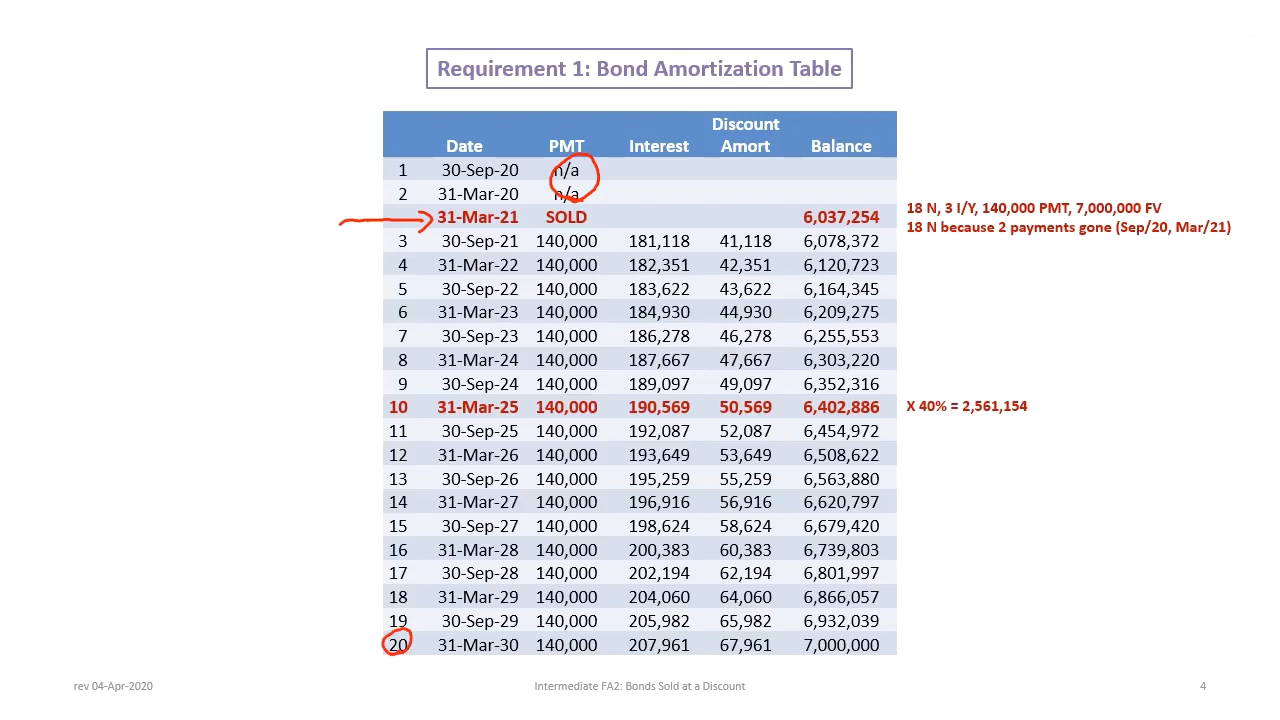 Requirement 1: Bond Amortization Table
Discount
Date PMT Interest Amort Balance
1 30-Sep-20 n/a
2 31-Mar-20 n/a
31-Mar-21 SOLD 6,037,254
18 N, 3 I/Y, 140,000 PMT, 7,000,000 FV
18 N because 2 payments gone (Sep/20, Mar/21)
3 30-Sep-21 140,000 181,118 41,118 6,078,372
4 31-Mar-22 140,000 182,351 42,351 6,120,723
5 30-Sep-22 140,000 183,622 43,622 6,164,345
6 31-Mar-23 140,000 184,930 44,930 6,209,275
7 30-Sep-23 140,000 186,278 46,278 6,255,553
8 31-Mar-24 140,000 187,667 47,667 6,303,220
9 30-Sep-24 140,000 189,097 49,097 6,352,316
10 31-Mar-25 140,000 190,569 50,569 6,402,886 X 40% = 2,561,154
11 30-Sep-25 140,000 192,087 52,087 6,454,972
12 31-Mar-26 140,000 193,649 53,649 6,508,622
13 30-Sep-26 140,000 195,259 55,259 6,563,880
14 31-Mar-27 140,000 196,916 56,916 6,620,797
15 30-Sep-27 140,000 198,624 58,624 6,679,420
16 31-Mar-28 140,000 200,383 60,383 6,739,803
17 30-Sep-28 140,000 202,194 62,194 6,801,997
18 31-Mar-29 140,000 204,060 64,060 6,866,057
19 30-Sep-29 140,000 205,982 65,982 6,932,039
20 31-Mar-30 140,000 207,961 67,961 7,000,000
rev 04-Apr-2020 Intermediate FA2: Bonds Sold at a Discount 4